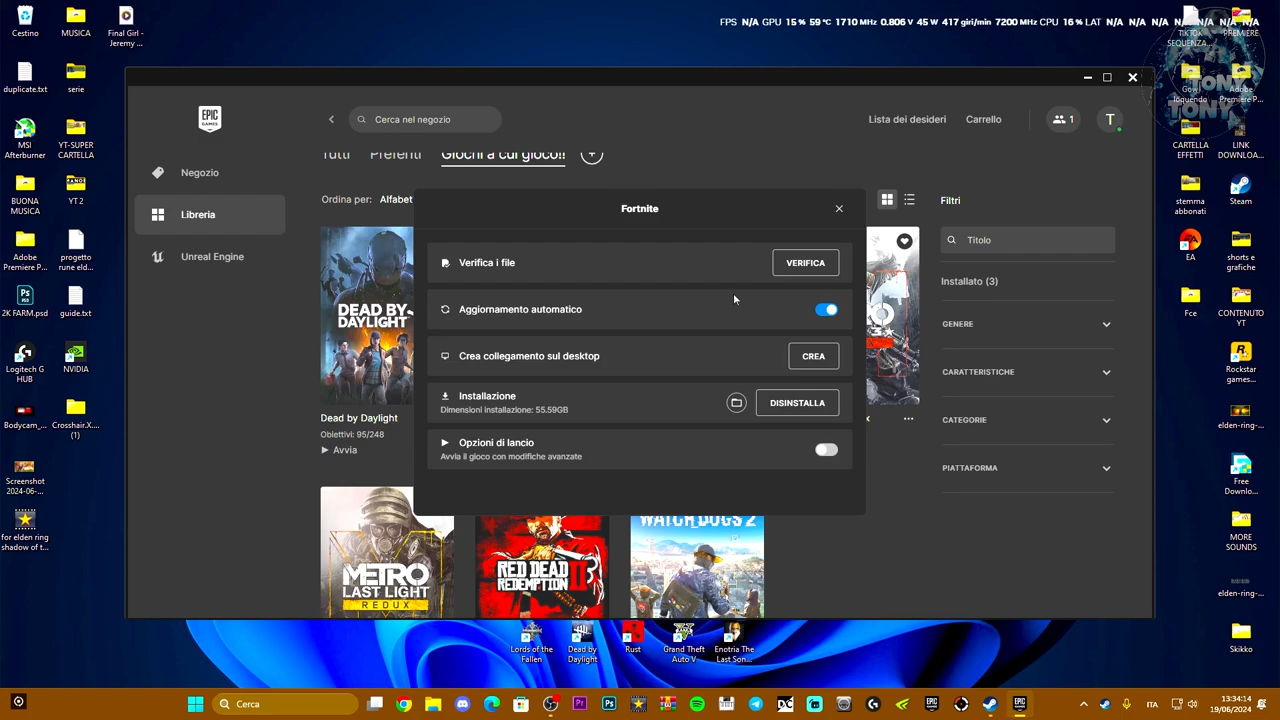 FPS N/A GPU 15 % 59 °C 1710 MHz 0.806 V 45 W 417 giri/min 7200 MHz CPU 16 % LAT N/A N/A N/A N/A N/A N/A N/A
Cestino
MUSICA
Final Girl -
Jeremy ...
TIKTOK
SEQUENZA...
PREMIERE
duplicate.txt
serie
Gow
loquendo
Adobe
Premiere P...
TONY
TONY
MSI
Afterburner
YT-SUPER
CARTELLA
CARTELLA
EFFETTI
LINK
DOWNLOA...
BUONA
MUSICA
YT 2
stemma
abbonati
Steam
Adobe
Premiere P...
progetto
rune eld...
EA
shorts e
grafiche
2K FARM.psd
guide.txt
Fce
CONTENUTO
YT
Logitech G
HUB
NVIDIA
Rockstar
games...
Bodycam_...
Crosshair.X....
(1)
elden-ring-...
Screenshot
2024-06-...
Free
Downlo...
for elden ring
shadow of t...
MORE
SOUNDS
elden-ring-...
Skikko
EPIC
GAMES
Cerca nel negozio
Lista dei desideri
Carrello
1
T
Negozio
Libreria
Unreal Engine
Tutti
Preferiti
Giochi a cui gioco!!
Ordina per: Alfabet
Filtri
Titolo
Installato (3)
GENERE
CARATTERISTICHE
CATEGORIE
PIATTAFORMA
Fortnite
Verifica i file
VERIFICA
Aggiornamento automatico
Crea collegamento sul desktop
CREA
Installazione
Dimensioni installazione: 55.59GB
DISINSTALLA
Opzioni di lancio
Avvia il gioco con modifiche avanzate
DEAD BY
DAYLIGHT
Dead by Daylight
Obiettivi: 95/248
Avvia
METRO
LAST LIGHT
REDUX
RED DEAD
REDEMPTION
WATCH_DOGS 2
Lords of the
Fallen
Dead by
Daylight
Rust
Grand Theft
Auto V
Enotria The
Last Son...
Cerca
ITA
13:34:14
19/06/2024